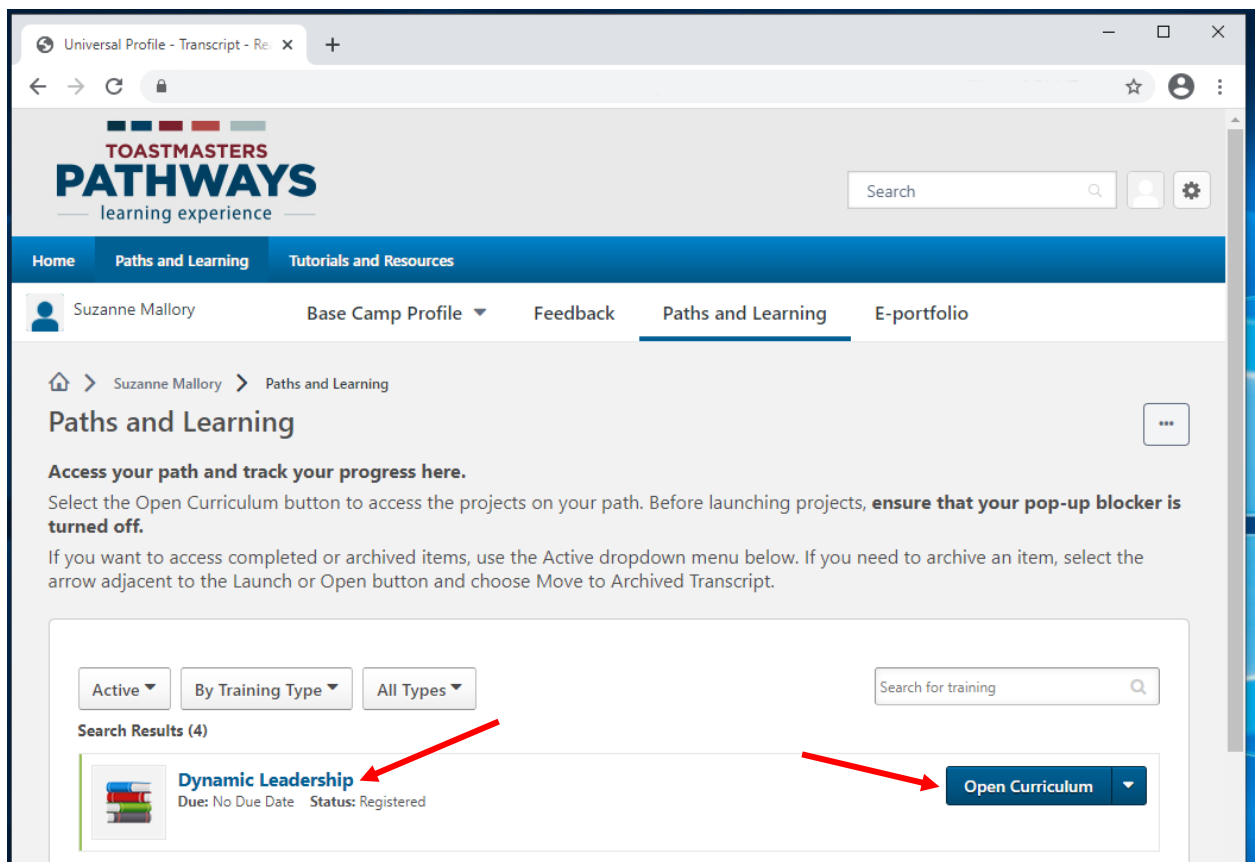 Universal Profile - Transcript - Re
TOASTMASTERS
PATHWAYS
learning experience
Search
Home Paths and Learning Tutorials and Resources
Suzanne Mallory Base Camp Profile Feedback Paths and Learning E-portfolio
Suzanne Mallory Paths and Learning
Paths and Learning
Access your path and track your progress here.
Select the Open Curriculum button to access the projects on your path. Before launching projects, ensure that your pop-up blocker is
turned off.
If you want to access completed or archived items, use the Active dropdown menu below. If you need to archive an item, select the
arrow adjacent to the Launch or Open button and choose Move to Archived Transcript.
Active By Training Type All Types Search for training
Search Results (4)
Dynamic Leadership
Due: No Due Date Status: Registered
Open Curriculum